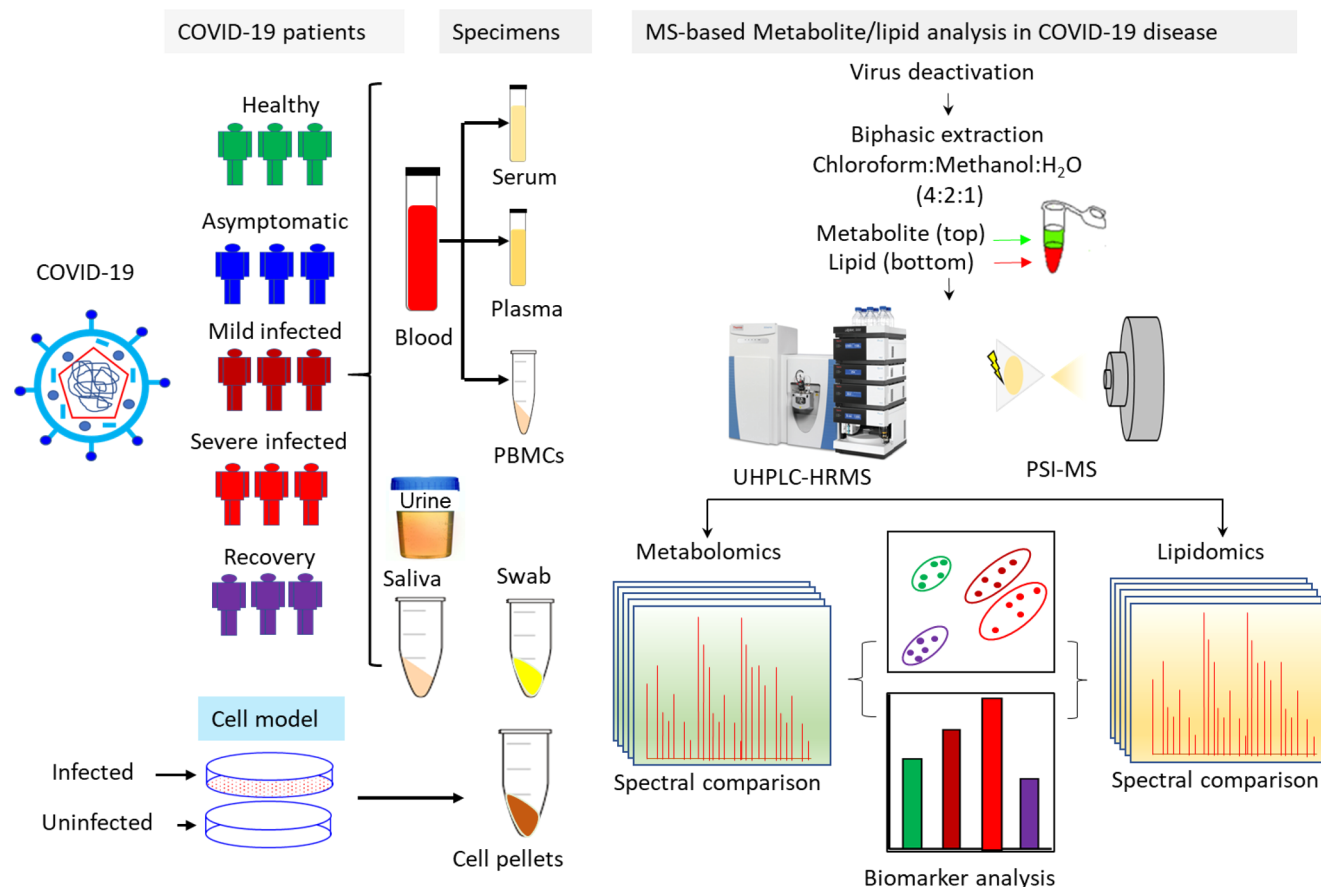 COVID-19 patients
Specimens
MS-based Metabolite/lipid analysis in COVID-19 disease
COVID-19
Healthy
Asymptomatic
Mild infected
Severe infected
Recovery
Blood
Serum
Plasma
PBMCs
Urine
Saliva
Swab
Cell model
Infected
Uninfected
Cell pellets
Virus deactivation
Biphasic extraction
Chloroform:Methanol:H₂O
(4:2:1)
Metabolite (top)
Lipid (bottom)
UHPLC-HRMS
PSI-MS
Metabolomics
Lipidomics
Spectral comparison
Spectral comparison
Biomarker analysis